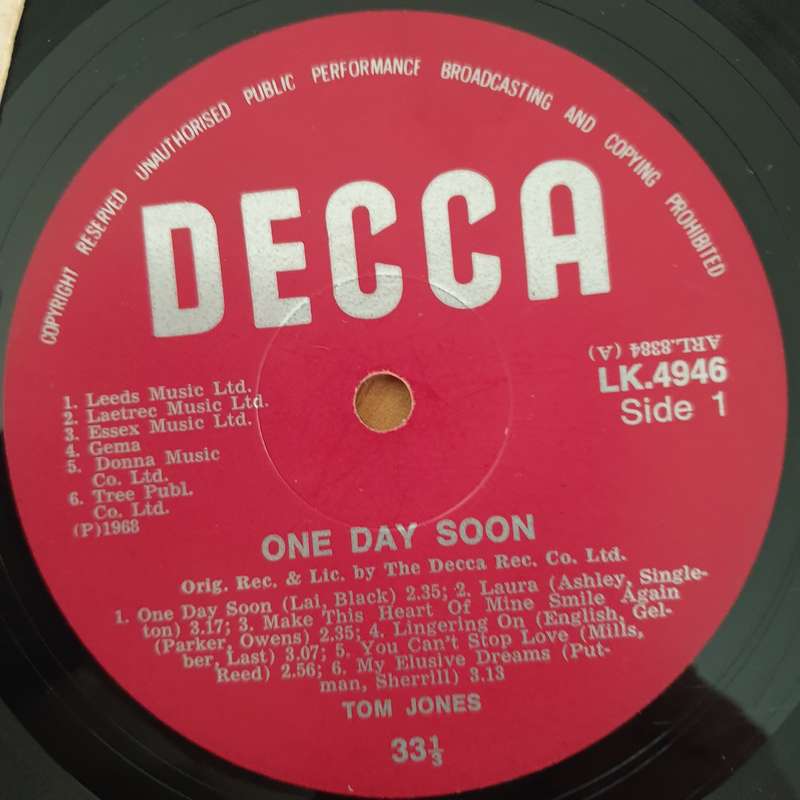 COPYRIGHT RESERVED UNAUTHORISED PUBLIC PERFORMANCE BROADCASTING AND COPYING PROHIBITED
DECCA
ARL.8384 (A)
LK.4946
Side 1
1. Leeds Music Ltd.
2. Laetrec Music Ltd.
3. Essex Music Ltd.
4. Gema
5. Donna Music
Co. Ltd.
6. Tree Publ.
Co. Ltd.
(P)1968
ONE DAY SOON
Orig. Rec. & Lic. by The Decca Rec. Co. Ltd.
1. One Day Soon (Lai, Black) 2.35; 2. Laura (Ashley, Single-
ton) 3.17; 3. Make This Heart Of Mine Smile Again
(Parker, Owens) 2.35; 4. Lingering On (English, Gel-
ber, Last) 3.07; 5. You Can't Stop Love (Mills,
Reed) 2.56; 6. My Elusive Dreams (Put-
man, Sherrill) 3.13
TOM JONES
33⅓